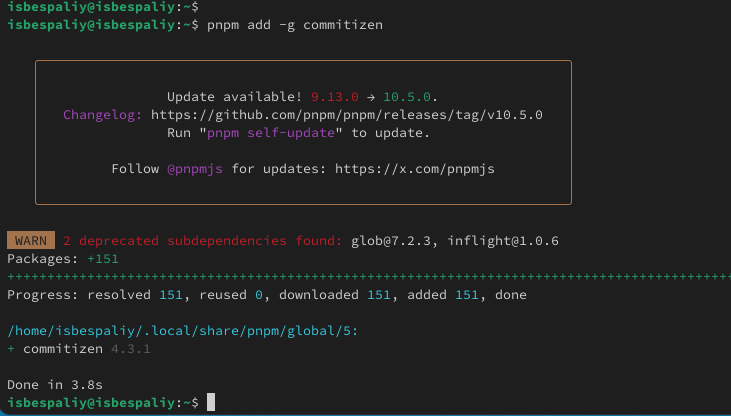 isbespaliy@isbespaliy:~$
isbespaliy@isbespaliy:~$ pnpm add -g commitizen
Update available! 9.13.0 → 10.5.0.
Changelog: https://github.com/pnpm/pnpm/releases/tag/v10.5.0
Run "pnpm self-update" to update.
Follow @pnpmjs for updates: https://x.com/pnpmjs
WARN 2 deprecated subdependencies found: glob@7.2.3, inflight@1.0.6
Packages: +151
+++++++++++++++++++++++++++++++++++++++++++++++++++++++++++++++++++++++++++++++++++++++++++
Progress: resolved 151, reused 0, downloaded 151, added 151, done
/home/isbespaliy/.local/share/pnpm/global/5:
+ commitizen 4.3.1
Done in 3.8s
isbespaliy@isbespaliy:~$